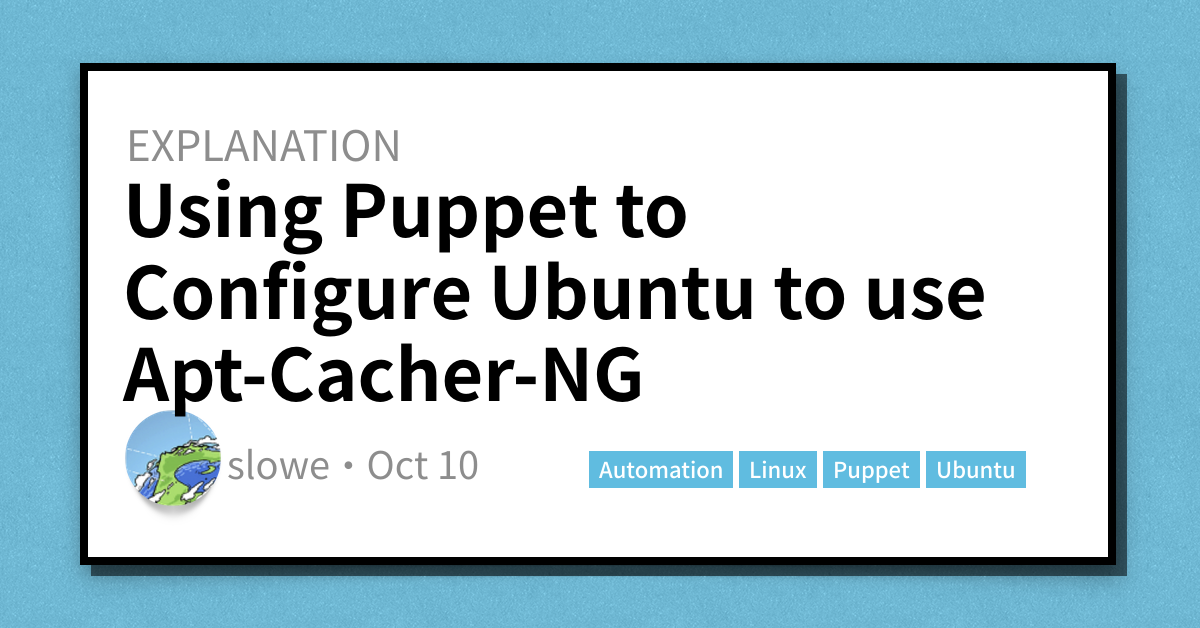 EXPLANATION
Using Puppet to
Configure Ubuntu to use
Apt-Cacher-NG
slowe • Oct 10
Automation Linux Puppet Ubuntu